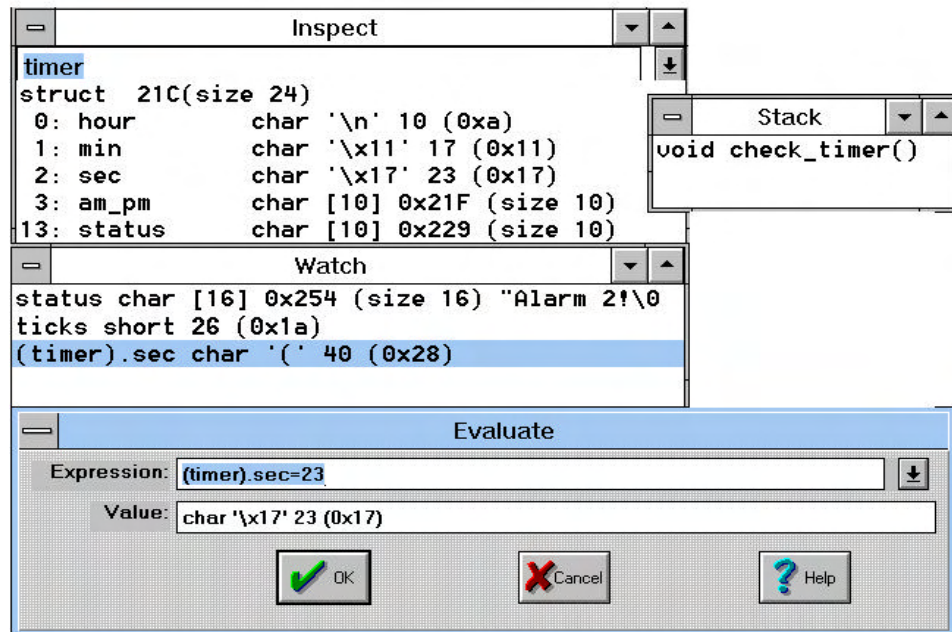 Inspect
timer
struct 21C(size 24)
0: hour char '\n' 10 (0xa)
1: min char '\x11' 17 (0x11)
2: sec char '\x17' 23 (0x17)
3: am_pm char [10] 0x21F (size 10)
13: status char [10] 0x229 (size 10)
Stack
void check_timer()
Watch
status char [16] 0x254 (size 16) "Alarm 2!\0
ticks short 26 (0x1a)
(timer).sec char '(' 40 (0x28)
Evaluate
Expression: (timer).sec=23
Value: char '\x17' 23 (0x17)
OK Cancel Help